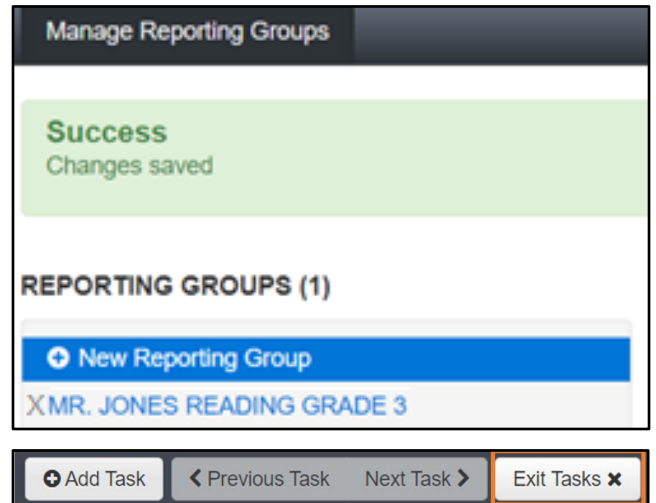 Manage Reporting Groups
Success
Changes saved
REPORTING GROUPS (1)
New Reporting Group
X MR. JONES READING GRADE 3
Add Task Previous Task Next Task Exit Tasks